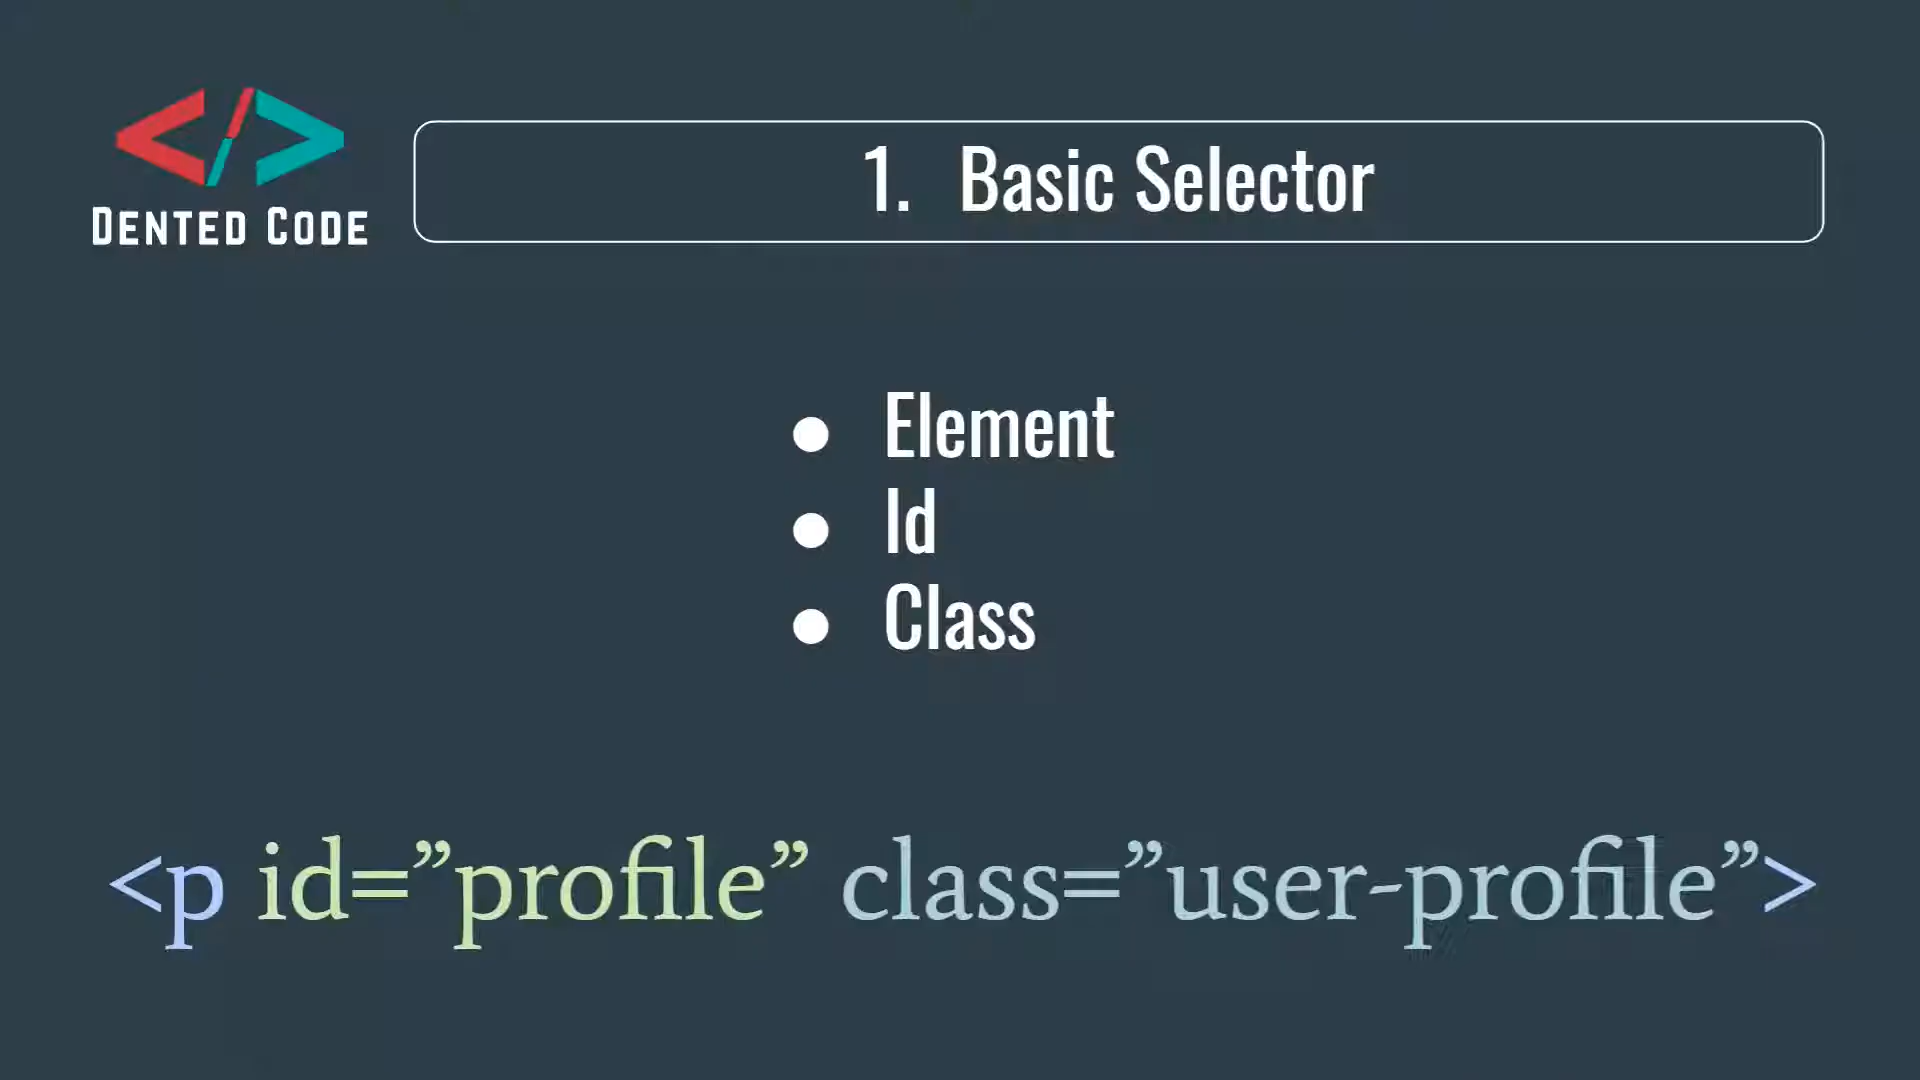 </>
DENTED CODE
1. Basic Selector
● Element
● Id
● Class
<p id=”profile” class=”user-profile”>